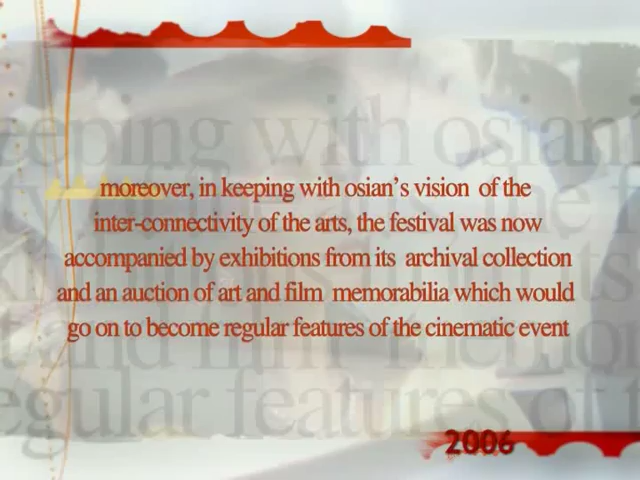 moreover, in keeping with osian's vision of the
inter-connectivity of the arts, the festival was now
accompanied by exhibitions from its archival collection
and an auction of art and film memorabilia which would
go on to become regular features of the cinematic event
2006